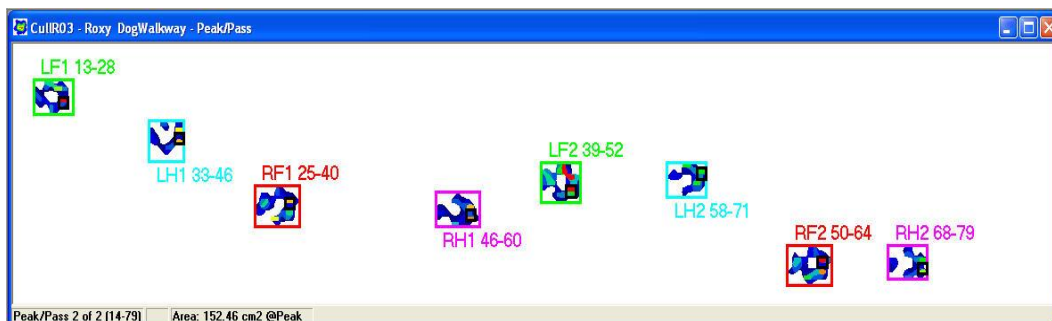 CullR03 - Roxy DogWalkway - Peak/Pass
LF1 13-28
LH1 33-46
RF1 25-40
RH1 46-60
LF2 39-52
LH2 58-71
RF2 50-64
RH2 68-79
Peak/Pass 2 of 2 (14-79)
Area: 152.46 cm2 @Peak